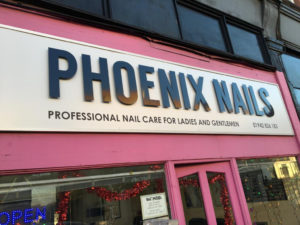 PHOENIX NAILS
PROFESSIONAL NAIL CARE FOR LADIES AND GENTLEMEN
OPEN